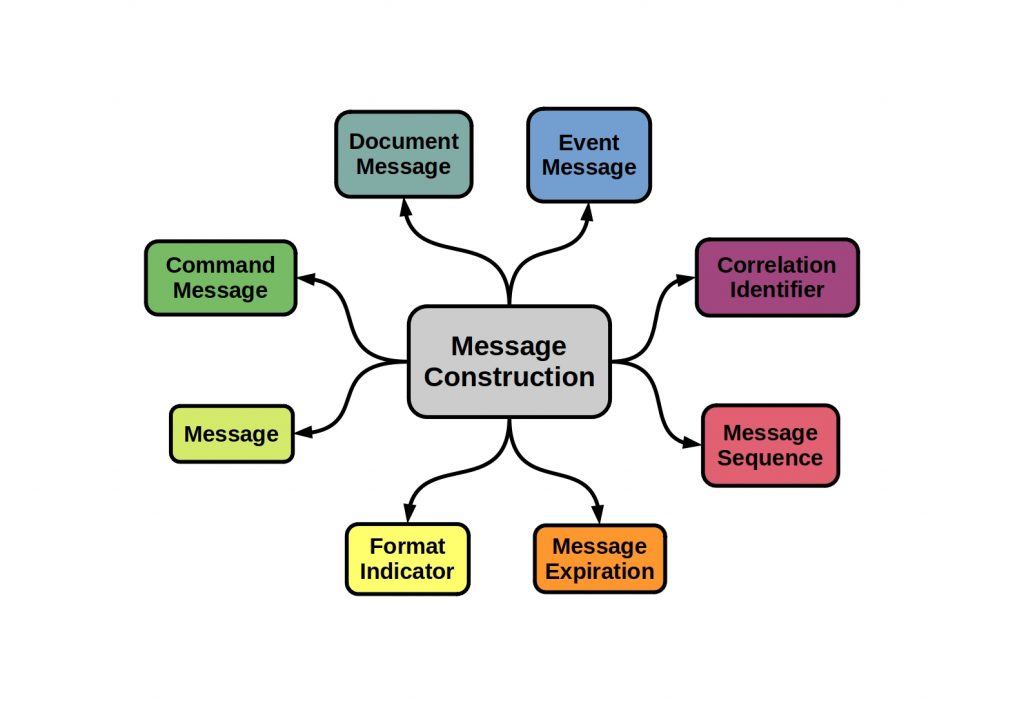 Document
Message
Event
Message
Command
Message
Correlation
Identifier
Message
Construction
Message
Message
Sequence
Format
Indicator
Message
Expiration